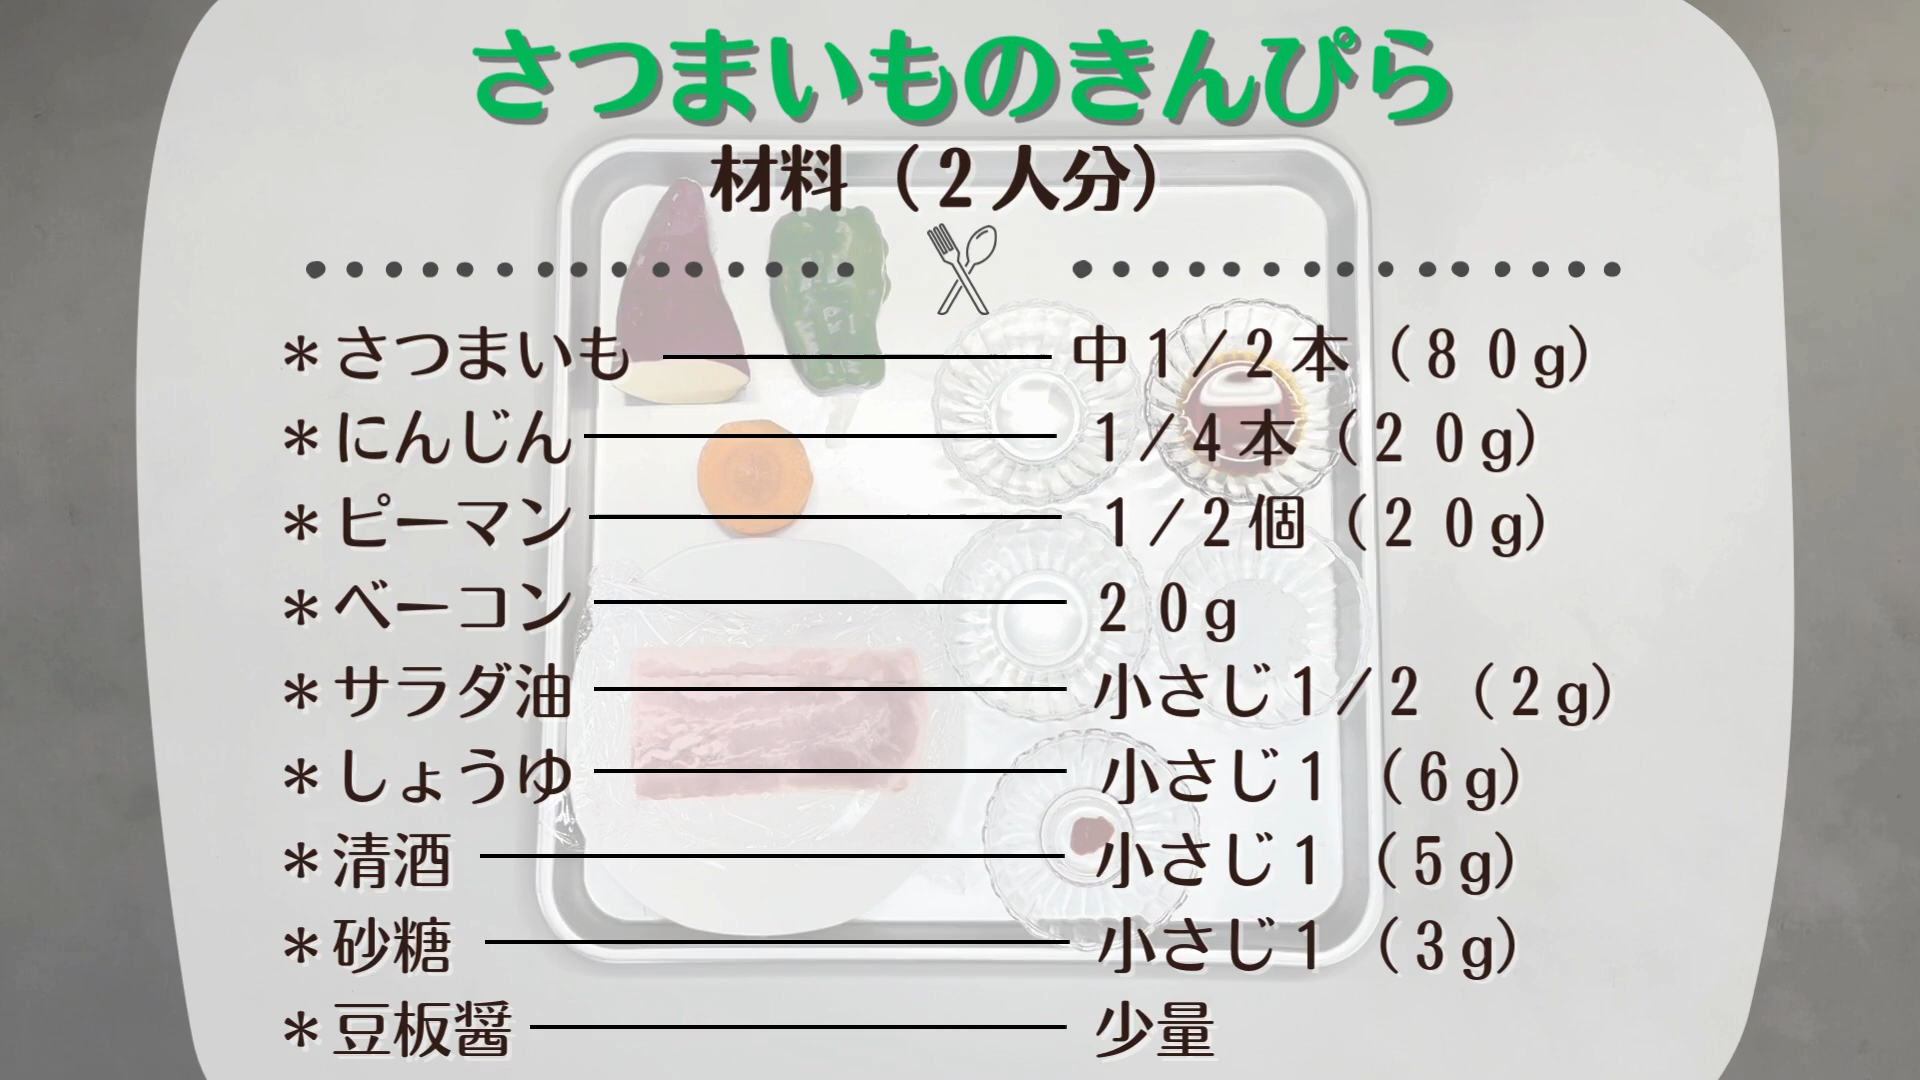 さつまいものきんぴら
材料（2人分）
＊さつまいも 中1/2本（80g）
＊にんじん 1/4本（20g）
＊ピーマン 1/2個（20g）
＊ベーコン 20g
＊サラダ油 小さじ1/2（2g）
＊しょうゆ 小さじ1（6g）
＊清酒 小さじ1（5g）
＊砂糖 小さじ1（3g）
＊豆板醤 少量